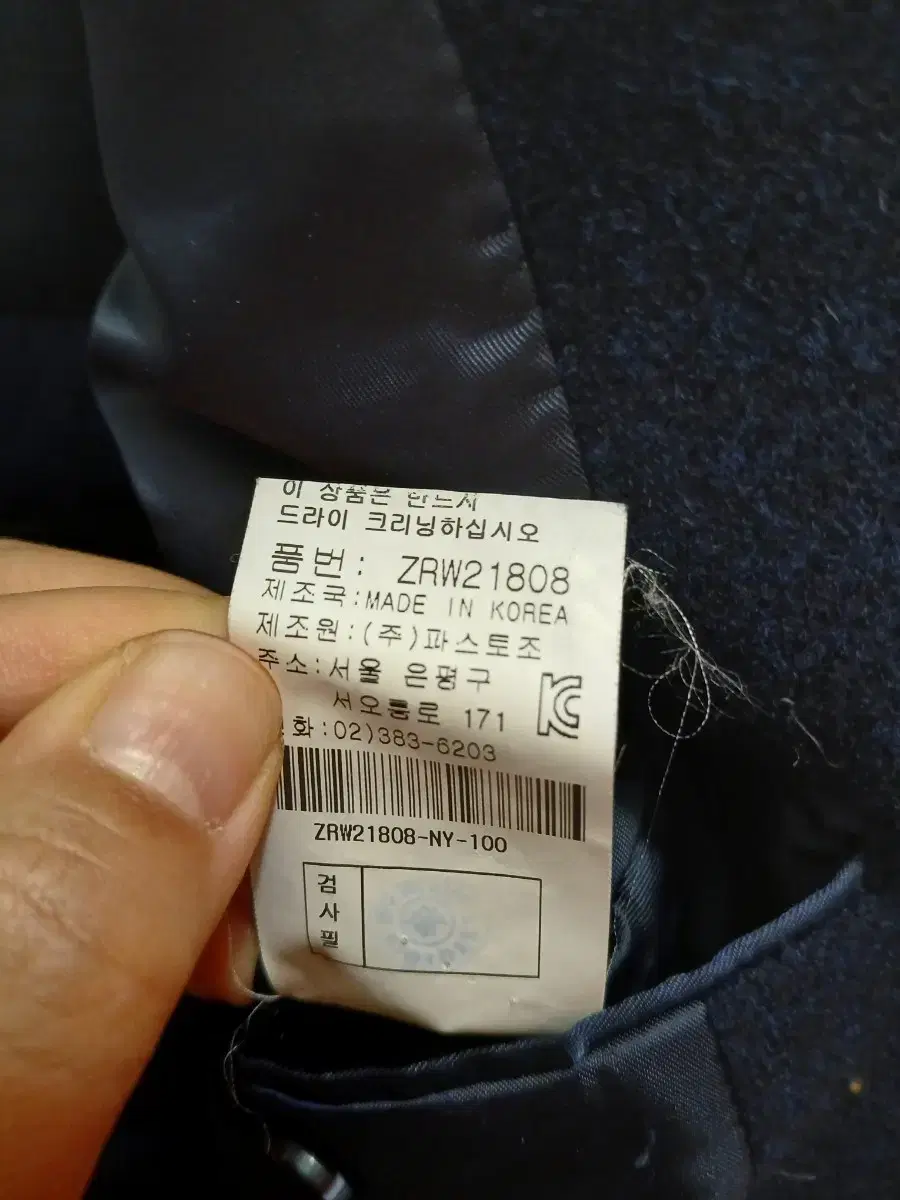 이 상품은 반드시
드라이 크리닝하십시오
품번: ZRW21808
제조국:MADE IN KOREA
제조원:(주)파스토조
주소:서울 은평구
서오릉로 171
전화:02)383-6203
ZRW21808-NY-100
검
사
필